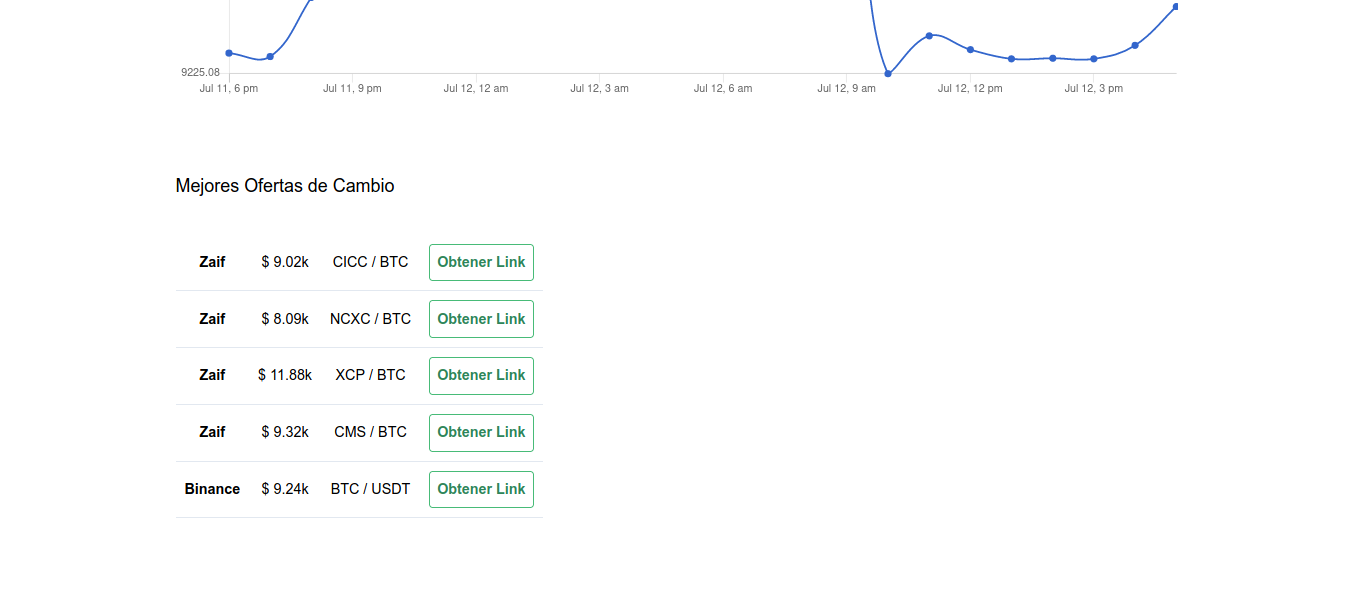 9225.08
Jul 11, 6 pm Jul 11, 9 pm Jul 12, 12 am Jul 12, 3 am Jul 12, 6 am Jul 12, 9 am Jul 12, 12 pm Jul 12, 3 pm
Mejores Ofertas de Cambio
Zaif $ 9.02k CICC / BTC Obtener Link
Zaif $ 8.09k NCXC / BTC Obtener Link
Zaif $ 11.88k XCP / BTC Obtener Link
Zaif $ 9.32k CMS / BTC Obtener Link
Binance $ 9.24k BTC / USDT Obtener Link